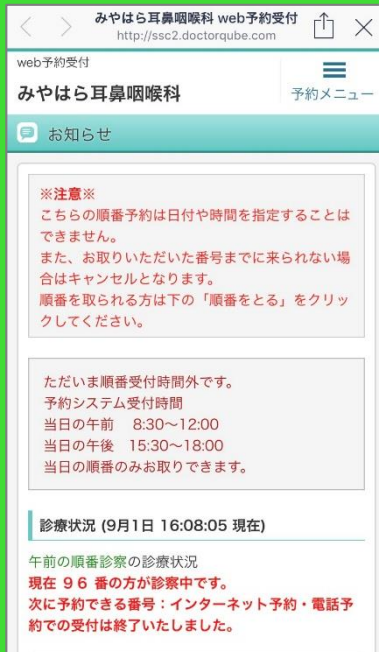 みやはら耳鼻咽喉科 web予約受付
http://ssc2.doctorqube.com
web予約受付
みやはら耳鼻咽喉科
予約メニュー
お知らせ
※注意※
こちらの順番予約は日付や時間を指定することは
できません。
また、お取りいただいた番号までに来られない場
合はキャンセルとなります。
順番を取られる方は下の「順番をとる」をクリッ
クしてください。
ただいま順番受付時間外です。
予約システム受付時間
当日の午前 8:30～12:00
当日の午後 15:30～18:00
当日の順番のみお取りできます。
診療状況 (9月1日 16:08:05 現在)
午前の順番診察の診療状況
現在 ９６ 番の方が診察中です。
次に予約できる番号：インターネット予約・電話予
約での受付は終了いたしました。